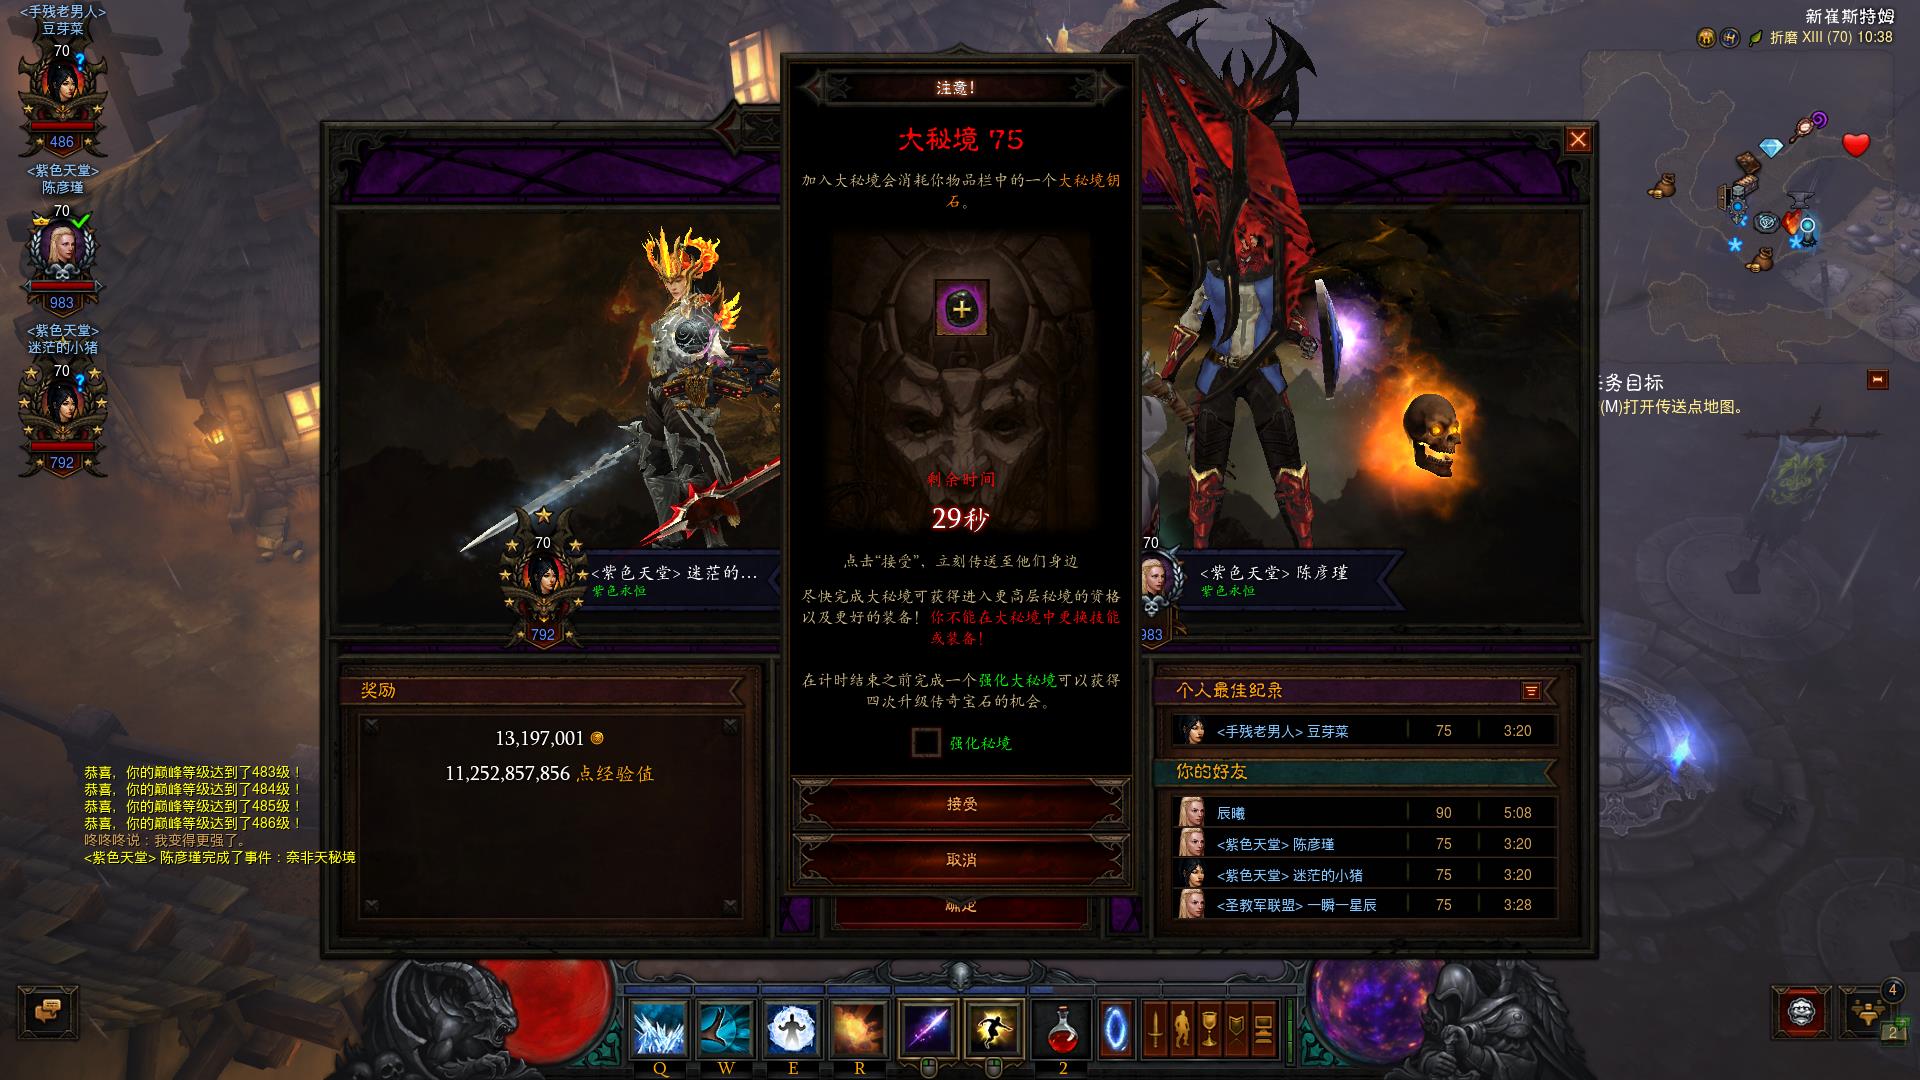 <手残老男人>
豆芽菜
70
486
<紫色天堂>
陈彦瑾
70
983
<紫色天堂>
迷茫的小猪
70
792
新崔斯特姆
折磨 XIII (70) 10:38
务目标
(M)打开传送点地图。
注意!
大秘境 75
加入大秘境会消耗你物品栏中的一个大秘境钥
石。
剩余时间
29秒
点击“接受”，立刻传送至他们身边
尽快完成大秘境可获得进入更高层秘境的资格
以及更好的装备！你不能在大秘境中更换技能
或装备！
在计时结束之前完成一个强化大秘境可以获得
四次升级传奇宝石的机会。
强化秘境
接受
取消
确定
70
<紫色天堂> 迷茫的...
紫色永恒
792
70
<紫色天堂> 陈彦瑾
紫色永恒
983
奖励
13,197,001
11,252,857,856 点经验值
个人最佳纪录
<手残老男人> 豆芽菜 75 3:20
你的好友
辰曦 90 5:08
<紫色天堂> 陈彦瑾 75 3:20
<紫色天堂> 迷茫的小猪 75 3:20
<圣教军联盟> 一瞬一星辰 75 3:28
恭喜，你的巅峰等级达到了483级！
恭喜，你的巅峰等级达到了484级！
恭喜，你的巅峰等级达到了485级！
恭喜，你的巅峰等级达到了486级！
咚咚咚说：我变得更强了。
<紫色天堂> 陈彦瑾完成了事件：奈非天秘境
Q W E R 2
4
2